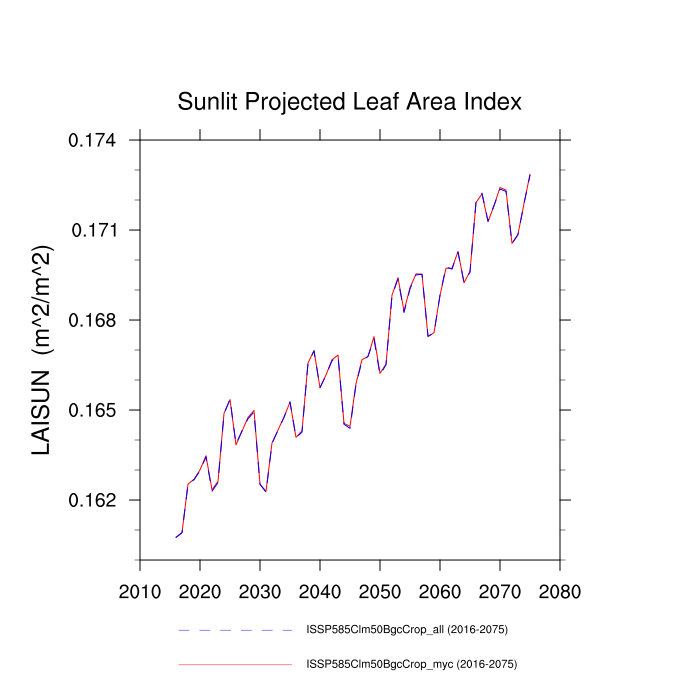 Sunlit Projected Leaf Area Index
0.174
0.171
0.168
0.165
0.162
LAISUN (m^2/m^2)
2010 2020 2030 2040 2050 2060 2070 2080
ISSP585Clm50BgcCrop_all (2016-2075)
ISSP585Clm50BgcCrop_myc (2016-2075)